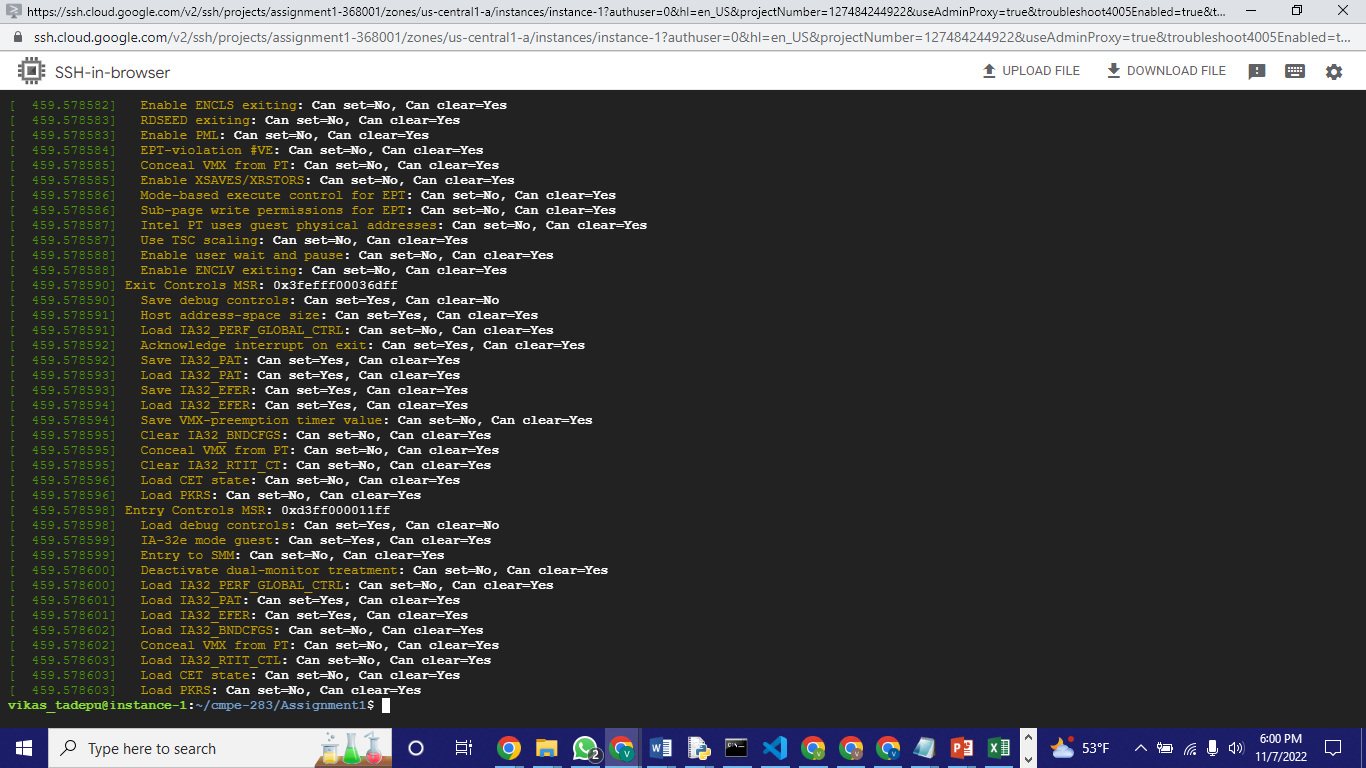 https://ssh.cloud.google.com/v2/ssh/projects/assignment1-368001/zones/us-central1-a/instances/instance-1?authuser=0&hl=en_US&projectNumber=127484244922&useAdminProxy=true&troubleshoot4005Enabled=true&t...
ssh.cloud.google.com/v2/ssh/projects/assignment1-368001/zones/us-central1-a/instances/instance-1?authuser=0&hl=en_US&projectNumber=127484244922&useAdminProxy=true&troubleshoot4005Enabled=t...
SSH-in-browser UPLOAD FILE DOWNLOAD FILE
[  459.578582]   Enable ENCLS exiting: Can set=No, Can clear=Yes
[  459.578583]   RDSEED exiting: Can set=No, Can clear=Yes
[  459.578583]   Enable PML: Can set=No, Can clear=Yes
[  459.578584]   EPT-violation #VE: Can set=No, Can clear=Yes
[  459.578585]   Conceal VMX from PT: Can set=No, Can clear=Yes
[  459.578585]   Enable XSAVES/XRSTORS: Can set=No, Can clear=Yes
[  459.578586]   Mode-based execute control for EPT: Can set=No, Can clear=Yes
[  459.578586]   Sub-page write permissions for EPT: Can set=No, Can clear=Yes
[  459.578587]   Intel PT uses guest physical addresses: Can set=No, Can clear=Yes
[  459.578587]   Use TSC scaling: Can set=No, Can clear=Yes
[  459.578588]   Enable user wait and pause: Can set=No, Can clear=Yes
[  459.578588]   Enable ENCLV exiting: Can set=No, Can clear=Yes
[  459.578590] Exit Controls MSR: 0x3fefff00036dff
[  459.578590]   Save debug controls: Can set=Yes, Can clear=No
[  459.578591]   Host address-space size: Can set=Yes, Can clear=Yes
[  459.578591]   Load IA32_PERF_GLOBAL_CTRL: Can set=No, Can clear=Yes
[  459.578591]   Acknowledge interrupt on exit: Can set=Yes, Can clear=Yes
[  459.578592]   Save IA32_PAT: Can set=Yes, Can clear=Yes
[  459.578593]   Load IA32_PAT: Can set=Yes, Can clear=Yes
[  459.578593]   Save IA32_EFER: Can set=Yes, Can clear=Yes
[  459.578594]   Load IA32_EFER: Can set=Yes, Can clear=Yes
[  459.578594]   Save VMX-preemption timer value: Can set=No, Can clear=Yes
[  459.578595]   Clear IA32_BNDCFGS: Can set=No, Can clear=Yes
[  459.578595]   Conceal VMX from PT: Can set=No, Can clear=Yes
[  459.578595]   Clear IA32_RTIT_CT: Can set=No, Can clear=Yes
[  459.578596]   Load CET state: Can set=No, Can clear=Yes
[  459.578596]   Load PKRS: Can set=No, Can clear=Yes
[  459.578598] Entry Controls MSR: 0xd3ff000011ff
[  459.578598]   Load debug controls: Can set=Yes, Can clear=No
[  459.578599]   IA-32e mode guest: Can set=Yes, Can clear=Yes
[  459.578599]   Entry to SMM: Can set=No, Can clear=Yes
[  459.578600]   Deactivate dual-monitor treatment: Can set=No, Can clear=Yes
[  459.578600]   Load IA32_PERF_GLOBAL_CTRL: Can set=No, Can clear=Yes
[  459.578601]   Load IA32_PAT: Can set=Yes, Can clear=Yes
[  459.578601]   Load IA32_EFER: Can set=Yes, Can clear=Yes
[  459.578602]   Load IA32_BNDCFGS: Can set=No, Can clear=Yes
[  459.578602]   Conceal VMX from PT: Can set=No, Can clear=Yes
[  459.578603]   Load IA32_RTIT_CTL: Can set=No, Can clear=Yes
[  459.578603]   Load CET state: Can set=No, Can clear=Yes
[  459.578603]   Load PKRS: Can set=No, Can clear=Yes
vikas_tadepu@instance-1:~/cmpe-283/Assignment1$
Type here to search 2 V 53°F 6:00 PM
11/7/2022